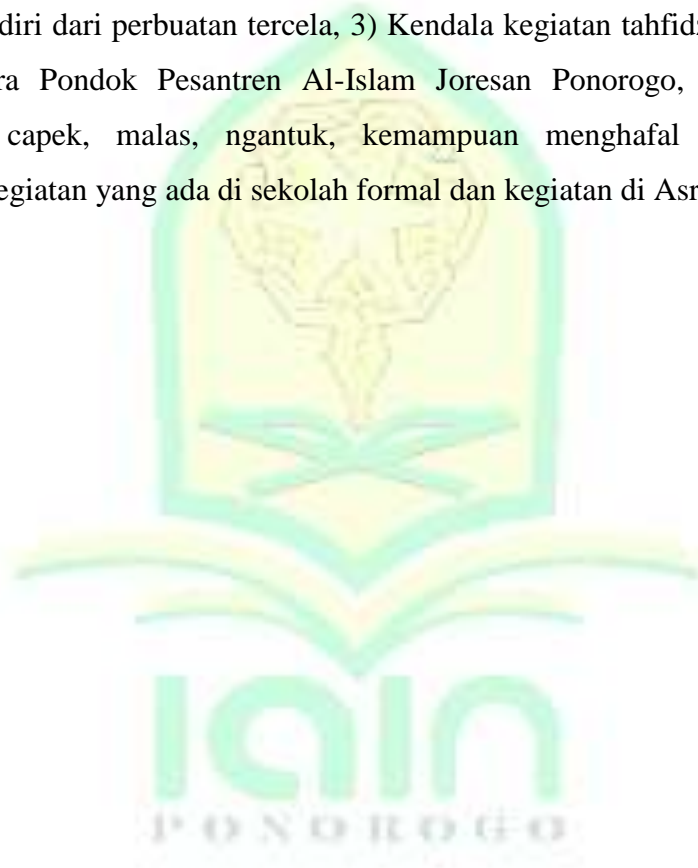 diri dari perbuatan tercela, 3) Kendala kegiatan tahfidz
ra Pondok Pesantren Al-Islam Joresan Ponorogo,
capek, malas, ngantuk, kemampuan menghafal
egiatan yang ada di sekolah formal dan kegiatan di Asr
iain
PONOROGO